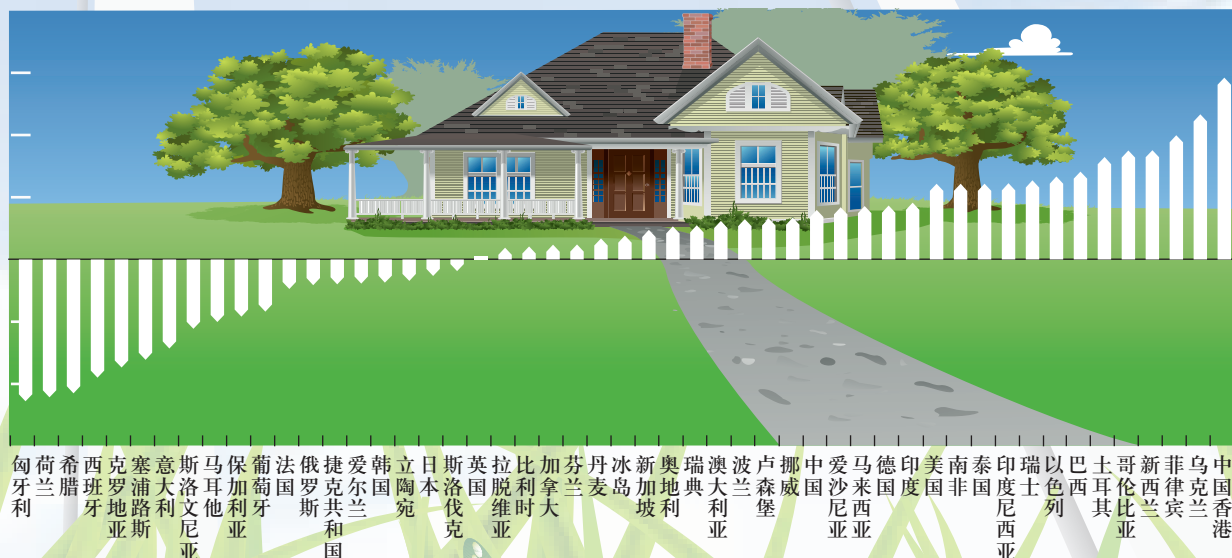 匈牙利
荷兰
希腊
西班牙
克罗地亚
塞浦路斯
意大利
斯洛文尼亚
马耳他
保加利亚
葡萄牙
法国
俄罗斯
捷克共和国
爱尔兰
韩国
立陶宛
日本
斯洛伐克
英国
拉脱维亚
比利时
加拿大
芬兰
丹麦
冰岛
新加坡
奥地利
瑞典
澳大利亚
波兰
卢森堡
挪威
中国
爱沙尼亚
马来西亚
德国
印度
美国
南非
泰国
印度尼西亚
瑞士
以色列
巴西
土耳其
哥伦比亚
新西兰
菲律宾
乌克兰
中国香港